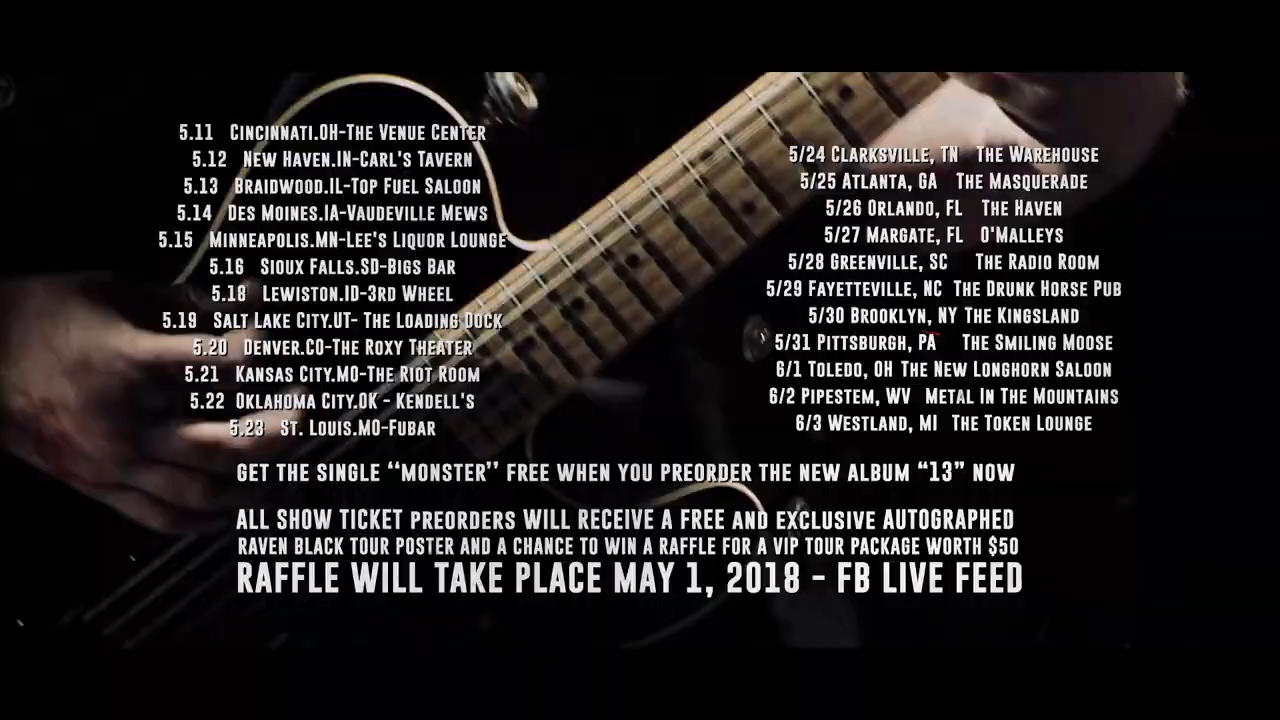 5.11 Cincinnati.OH-The Venue Center
5.12 New Haven.IN-Carl's Tavern
5.13 Braidwood.IL-Top Fuel Saloon
5.14 Des Moines.IA-Vaudeville Mews
5.15 Minneapolis.MN-Lee's Liquor Lounge
5.16 Sioux Falls.SD-Bigs Bar
5.18 Lewiston.ID-3rd Wheel
5.19 Salt Lake City.UT- The Loading Dock
5.20 Denver.CO-The Roxy Theater
5.21 Kansas City.MO-The Riot Room
5.22 Oklahoma City.OK - Kendell's
5.23 St. Louis.MO-Fubar
5/24 Clarksville, TN The Warehouse
5/25 Atlanta, GA The Masquerade
5/26 Orlando, FL The Haven
5/27 Margate, FL O'Malleys
5/28 Greenville, SC The Radio Room
5/29 Fayetteville, NC The Drunk Horse Pub
5/30 Brooklyn, NY The Kingsland
5/31 Pittsburgh, PA The Smiling Moose
6/1 Toledo, OH The New Longhorn Saloon
6/2 Pipestem, WV Metal In The Mountains
6/3 Westland, MI The Token Lounge
GET THE SINGLE “MONSTER” FREE WHEN YOU PREORDER THE NEW ALBUM “13” NOW
ALL SHOW TICKET PREORDERS WILL RECEIVE A FREE AND EXCLUSIVE AUTOGRAPHED
RAVEN BLACK TOUR POSTER AND A CHANCE TO WIN A RAFFLE FOR A VIP TOUR PACKAGE WORTH $50
RAFFLE WILL TAKE PLACE MAY 1, 2018 - FB LIVE FEED